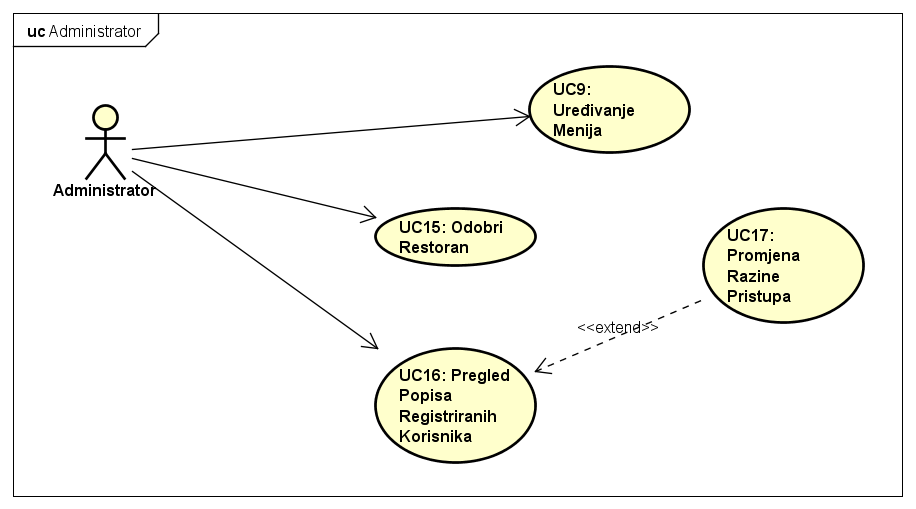 uc Administrator
UC9:
Uređivanje
Menija
Administrator
UC15: Odobri
Restoran
UC17:
Promjena
Razine
Pristupa
<<extend>>
UC16: Pregled
Popisa
Registriranih
Korisnika